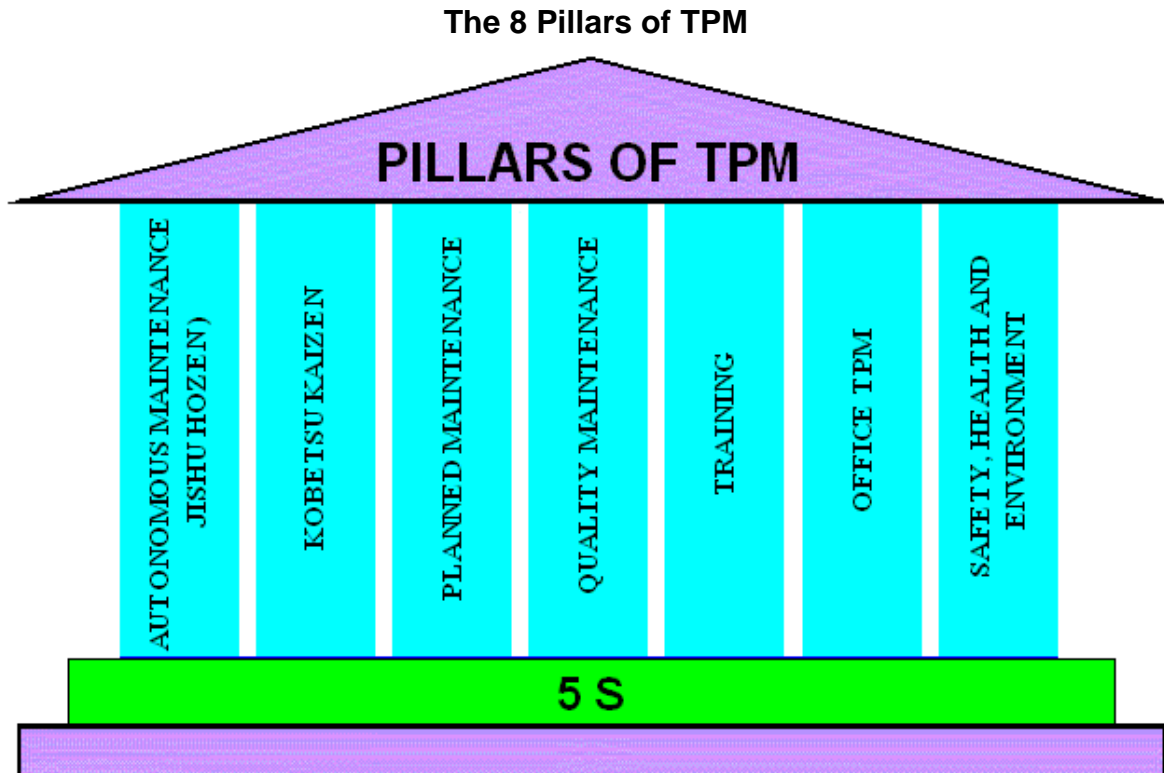 The 8 Pillars of TPM
PILLARS OF TPM
AUTONOMOUS MAINTENANCE
JISHU HOZEN )
KOBETSU KAIZEN
PLANNED MAINTENANCE
QUALITY MAINTENANCE
TRAINING
OFFICE TPM
SAFETY, HEALTH AND
ENVIRONMENT
5 S